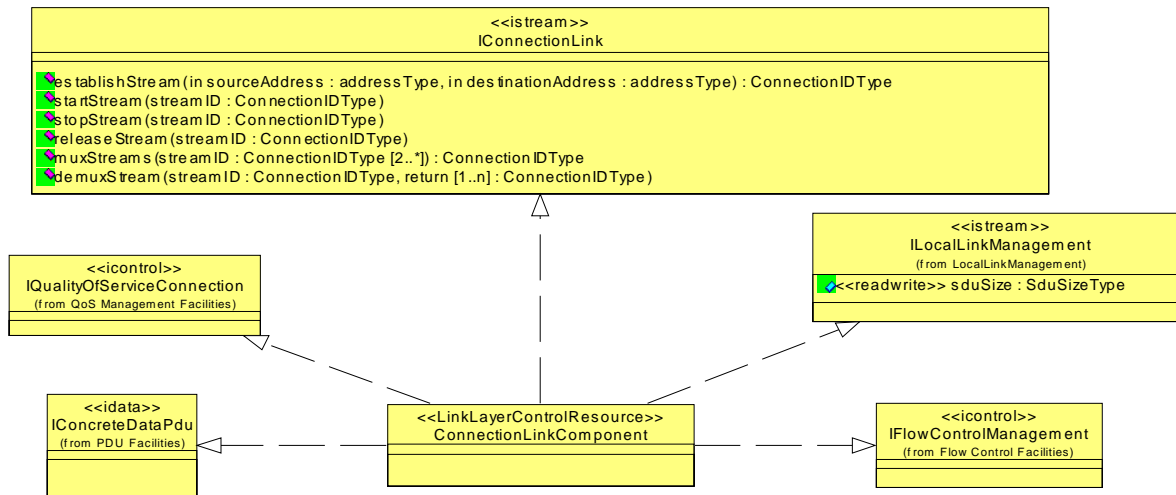 <<istream>>
IConnectionLink
establishStream(in sourceAddress : addressType, in destinationAddress : addressType) : ConnectionIDType
startStream(streamID : ConnectionIDType)
stopStream(streamID : ConnectionIDType)
releaseStream(streamID : ConnectionIDType)
muxStreams(streamID : ConnectionIDType [2..*]) : ConnectionIDType
demuxStream(streamID : ConnectionIDType, return [1..n] : ConnectionIDType)
<<istream>>
ILocalLinkManagement
(from LocalLinkManagement)
<<readwrite>> sduSize : SduSizeType
<<icontrol>>
IQualityOfServiceConnection
(from QoS Management Facilities)
<<idata>>
IConcreteDataPdu
(from PDU Facilities)
<<LinkLayerControlResource>>
ConnectionLinkComponent
<<icontrol>>
IFlowControlManagement
(from Flow Control Facilities)